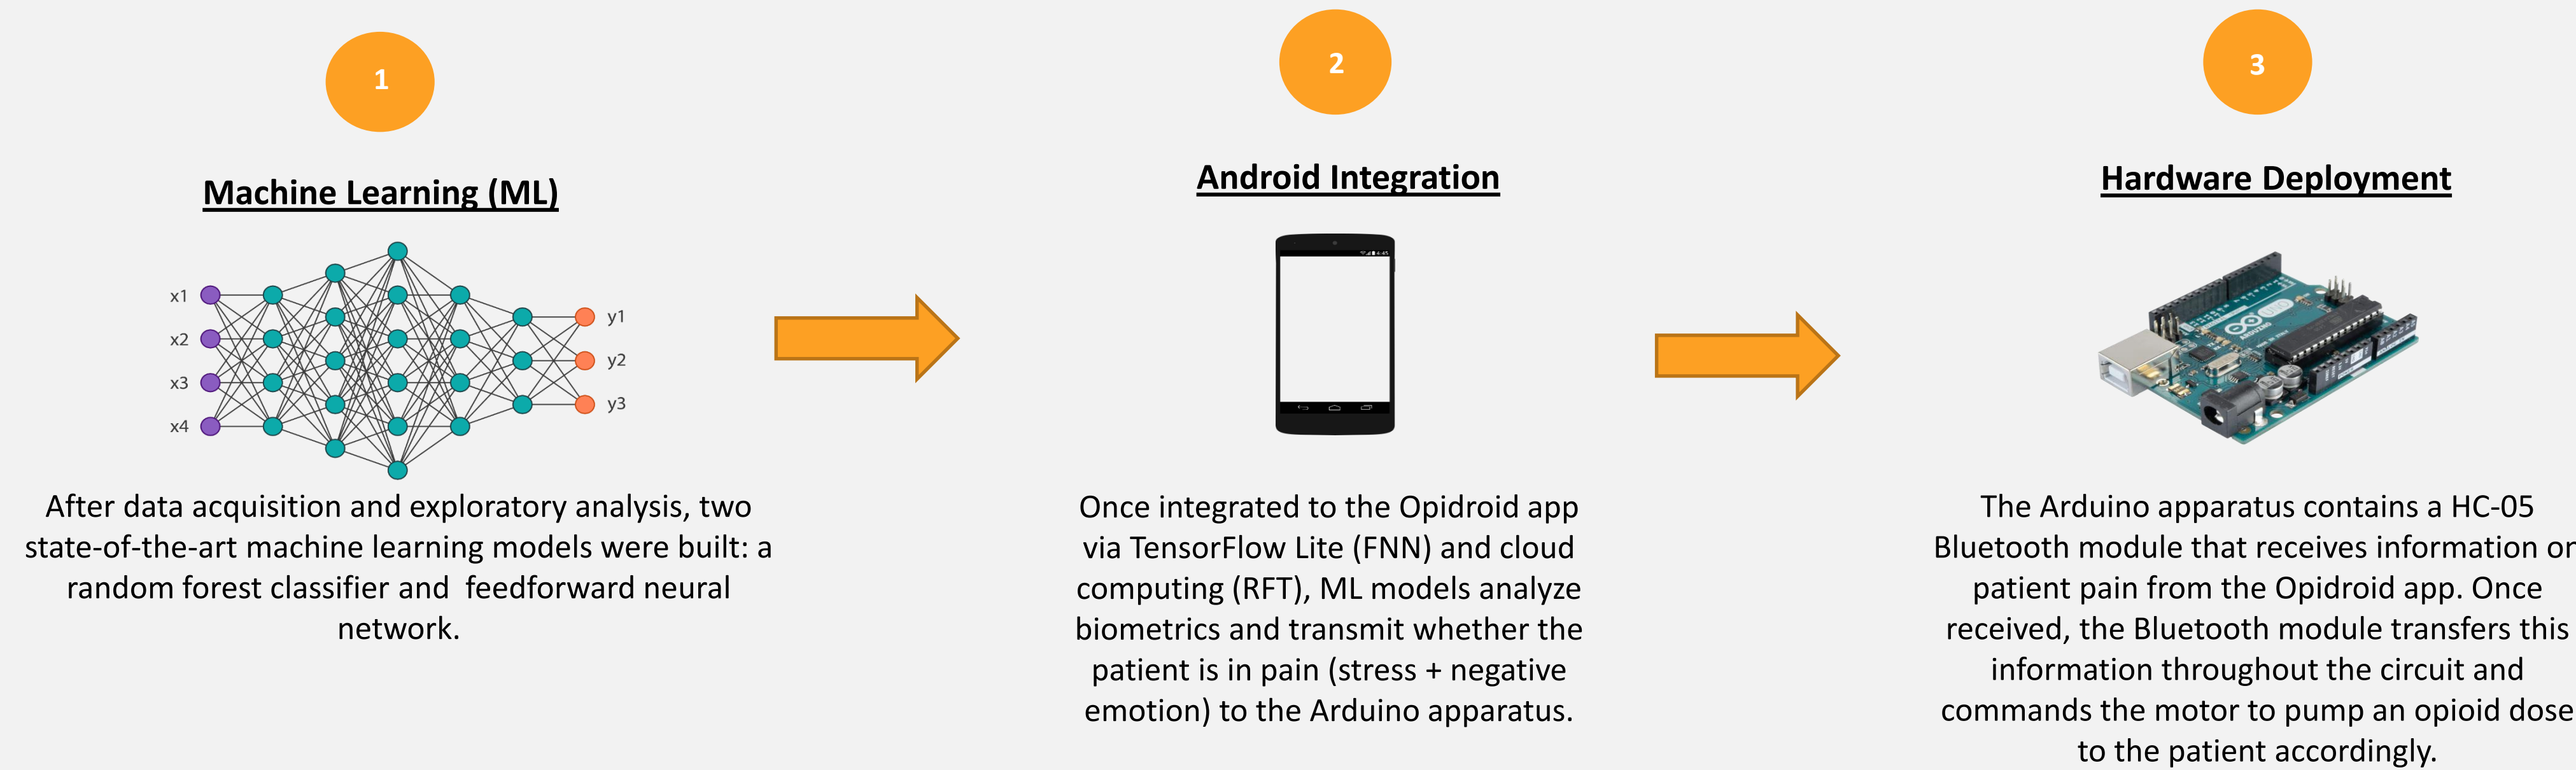 1
Machine Learning (ML)
x1
x2
x3
x4
y1
y2
y3
After data acquisition and exploratory analysis, two
state-of-the-art machine learning models were built: a
random forest classifier and feedforward neural
network.
2
Android Integration
4:45
Once integrated to the Opidroid app
via TensorFlow Lite (FNN) and cloud
computing (RFT), ML models analyze
biometrics and transmit whether the
patient is in pain (stress + negative
emotion) to the Arduino apparatus.
3
Hardware Deployment
UNO
ARDUINO
The Arduino apparatus contains a HC-05
Bluetooth module that receives information on
patient pain from the Opidroid app. Once
received, the Bluetooth module transfers this
information throughout the circuit and
commands the motor to pump an opioid dose
to the patient accordingly.